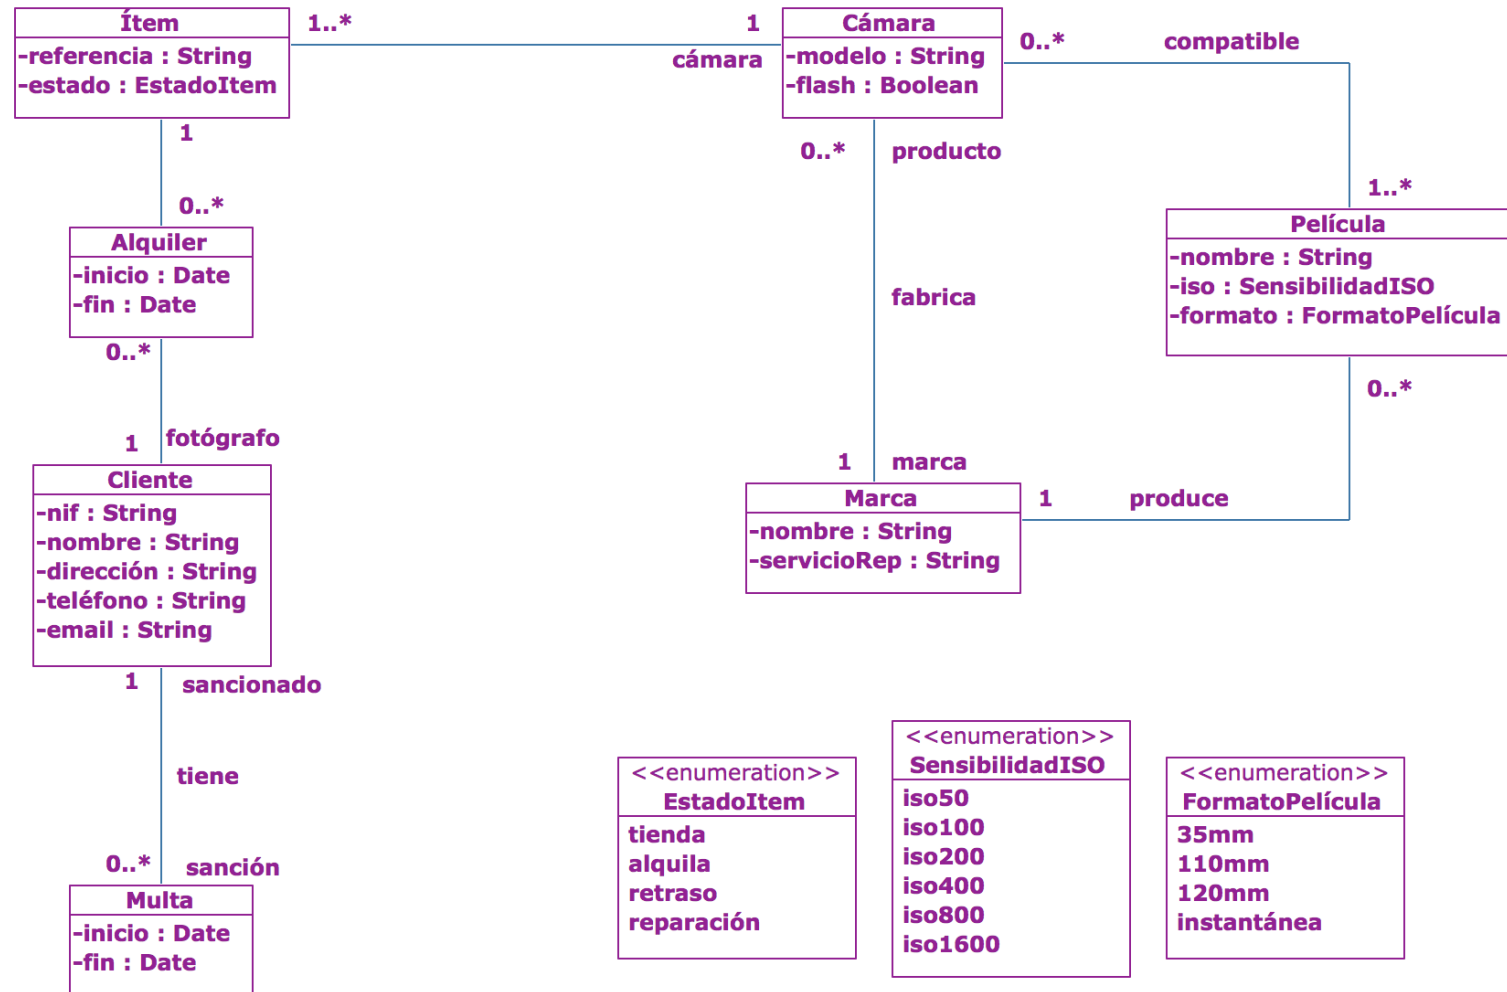 Ítem
-referencia : String
-estado : EstadoItem
1..*
1
cámara
Cámara
-modelo : String
-flash : Boolean
0..*
compatible
1
0..*
0..*
producto
1..*
Alquiler
-inicio : Date
-fin : Date
Película
-nombre : String
-iso : SensibilidadISO
-formato : FormatoPelícula
fabrica
0..*
0..*
1
fotógrafo
1
marca
Cliente
-nif : String
-nombre : String
-dirección : String
-teléfono : String
-email : String
Marca
-nombre : String
-servicioRep : String
1
produce
1
sancionado
tiene
0..*
sanción
Multa
-inicio : Date
-fin : Date
<<enumeration>>
EstadoItem
tienda
alquila
retraso
reparación
<<enumeration>>
SensibilidadISO
iso50
iso100
iso200
iso400
iso800
iso1600
<<enumeration>>
FormatoPelícula
35mm
110mm
120mm
instantánea